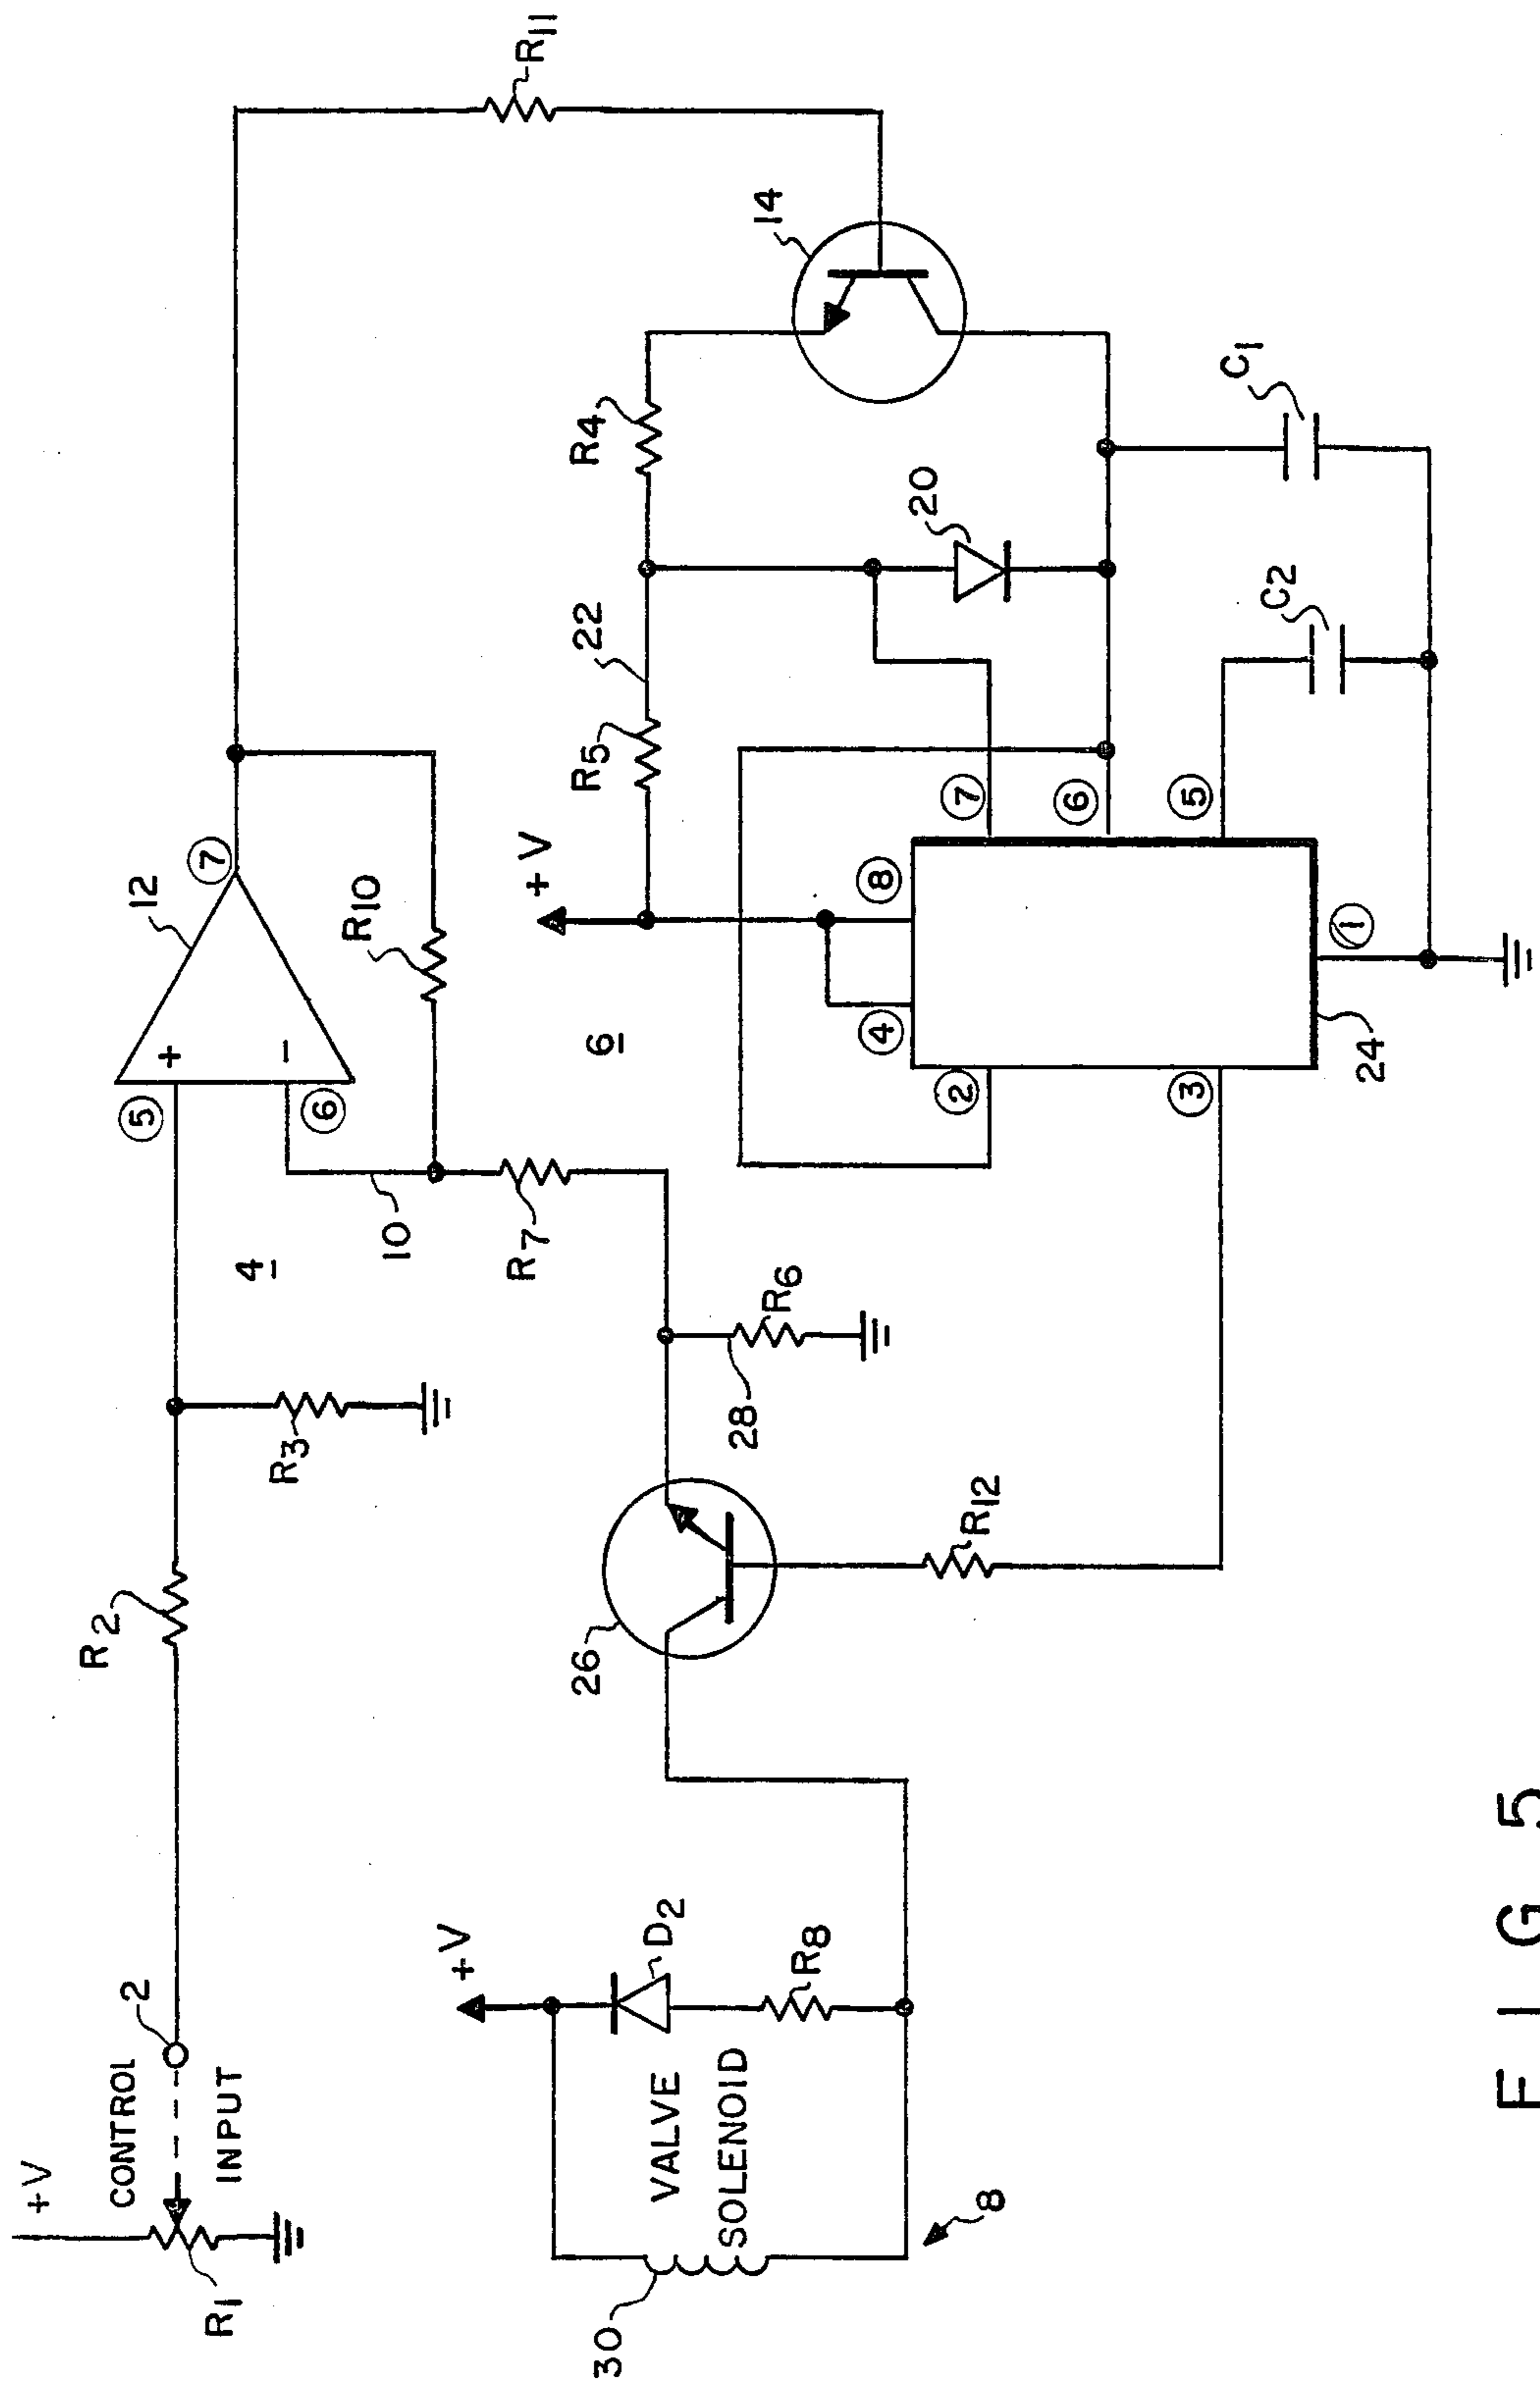 +V
CONTROL
INPUT
2
R1
R2
R3
4
10
5
6
+
−
12
7
R10
R11
R7
6
+V
R5
22
R4
14
20
8
4
2
3
7
6
5
1
24
C2
C1
28
R6
26
R12
+V
D2
R8
VALVE
SOLENOID
30
8
FIG 5